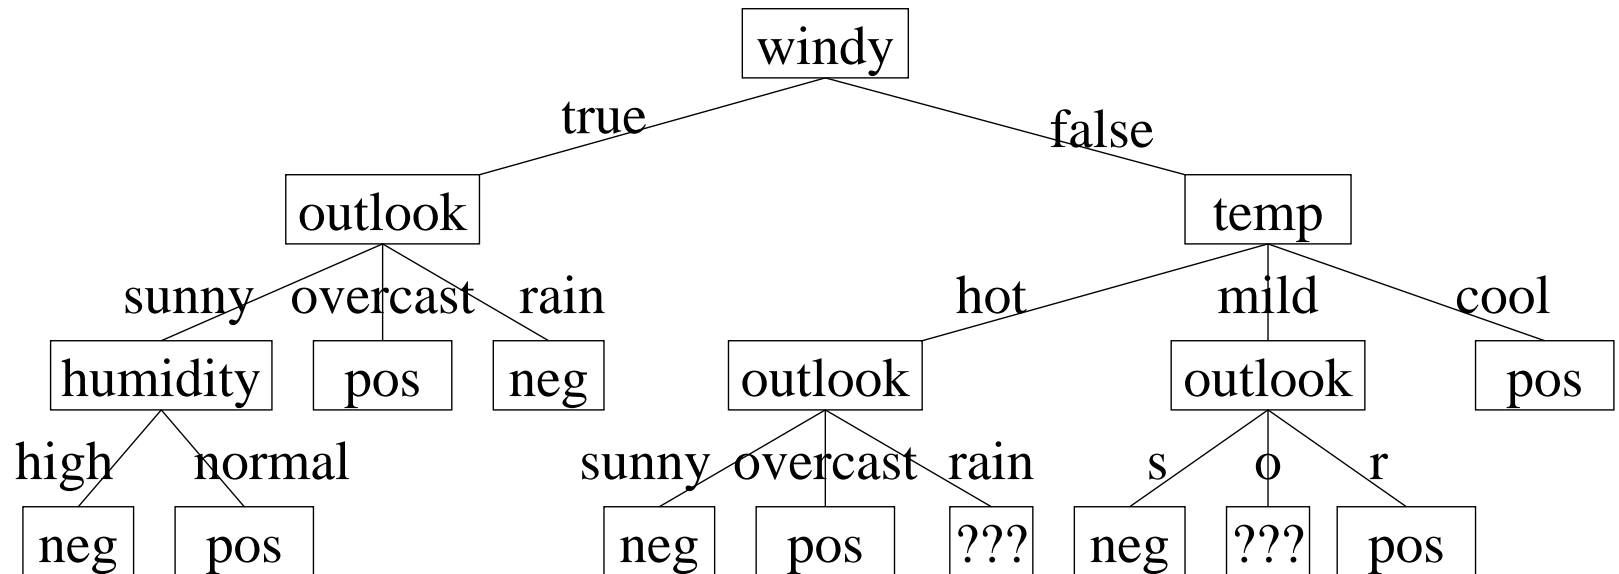 windy
true false
outlook temp
sunny overcast rain hot mild cool
humidity pos neg outlook outlook pos
high normal sunny overcast rain s o r
neg pos neg pos ??? neg ??? pos